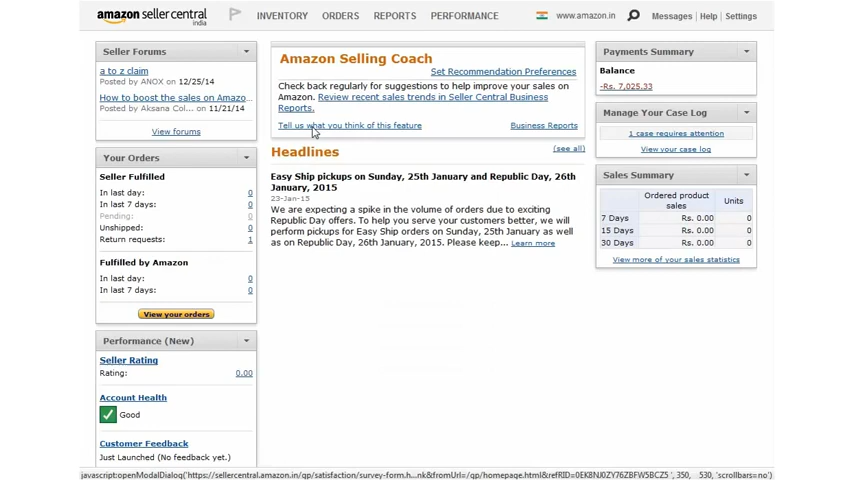 amazon seller central
india
INVENTORY ORDERS REPORTS PERFORMANCE
www.amazon.in
Messages | Help | Settings
Seller Forums
a to z claim
Posted by ANOX on 12/25/14
How to boost the sales on Amazo...
Posted by Aksana Col... on 11/21/14
View forums
Your Orders
Seller Fulfilled
In last day: 0
In last 7 days: 0
Pending: 0
Unshipped: 0
Return requests: 1
Fulfilled by Amazon
In last day: 0
In last 7 days: 0
View your orders
Performance (New)
Seller Rating
Rating: 0.00
Account Health
Good
Customer Feedback
Just Launched (No feedback yet.)
Amazon Selling Coach
Set Recommendation Preferences
Check back regularly for suggestions to help improve your sales on
Amazon. Review recent sales trends in Seller Central Business
Reports.
Tell us what you think of this feature Business Reports
Headlines (see all)
Easy Ship pickups on Sunday, 25th January and Republic Day, 26th
January, 2015
23-Jan-15
We are expecting a spike in the volume of orders due to exciting
Republic Day offers. To help you serve your customers better, we will
perform pickups for Easy Ship orders on Sunday, 25th January as well
as on Republic Day, 26th January, 2015. Please keep... Learn more
Payments Summary
Balance
-Rs. 7,025.33
Manage Your Case Log
1 case requires attention
View your case log
Sales Summary
Ordered product
sales Units
7 Days Rs. 0.00 0
15 Days Rs. 0.00 0
30 Days Rs. 0.00 0
View more of your sales statistics